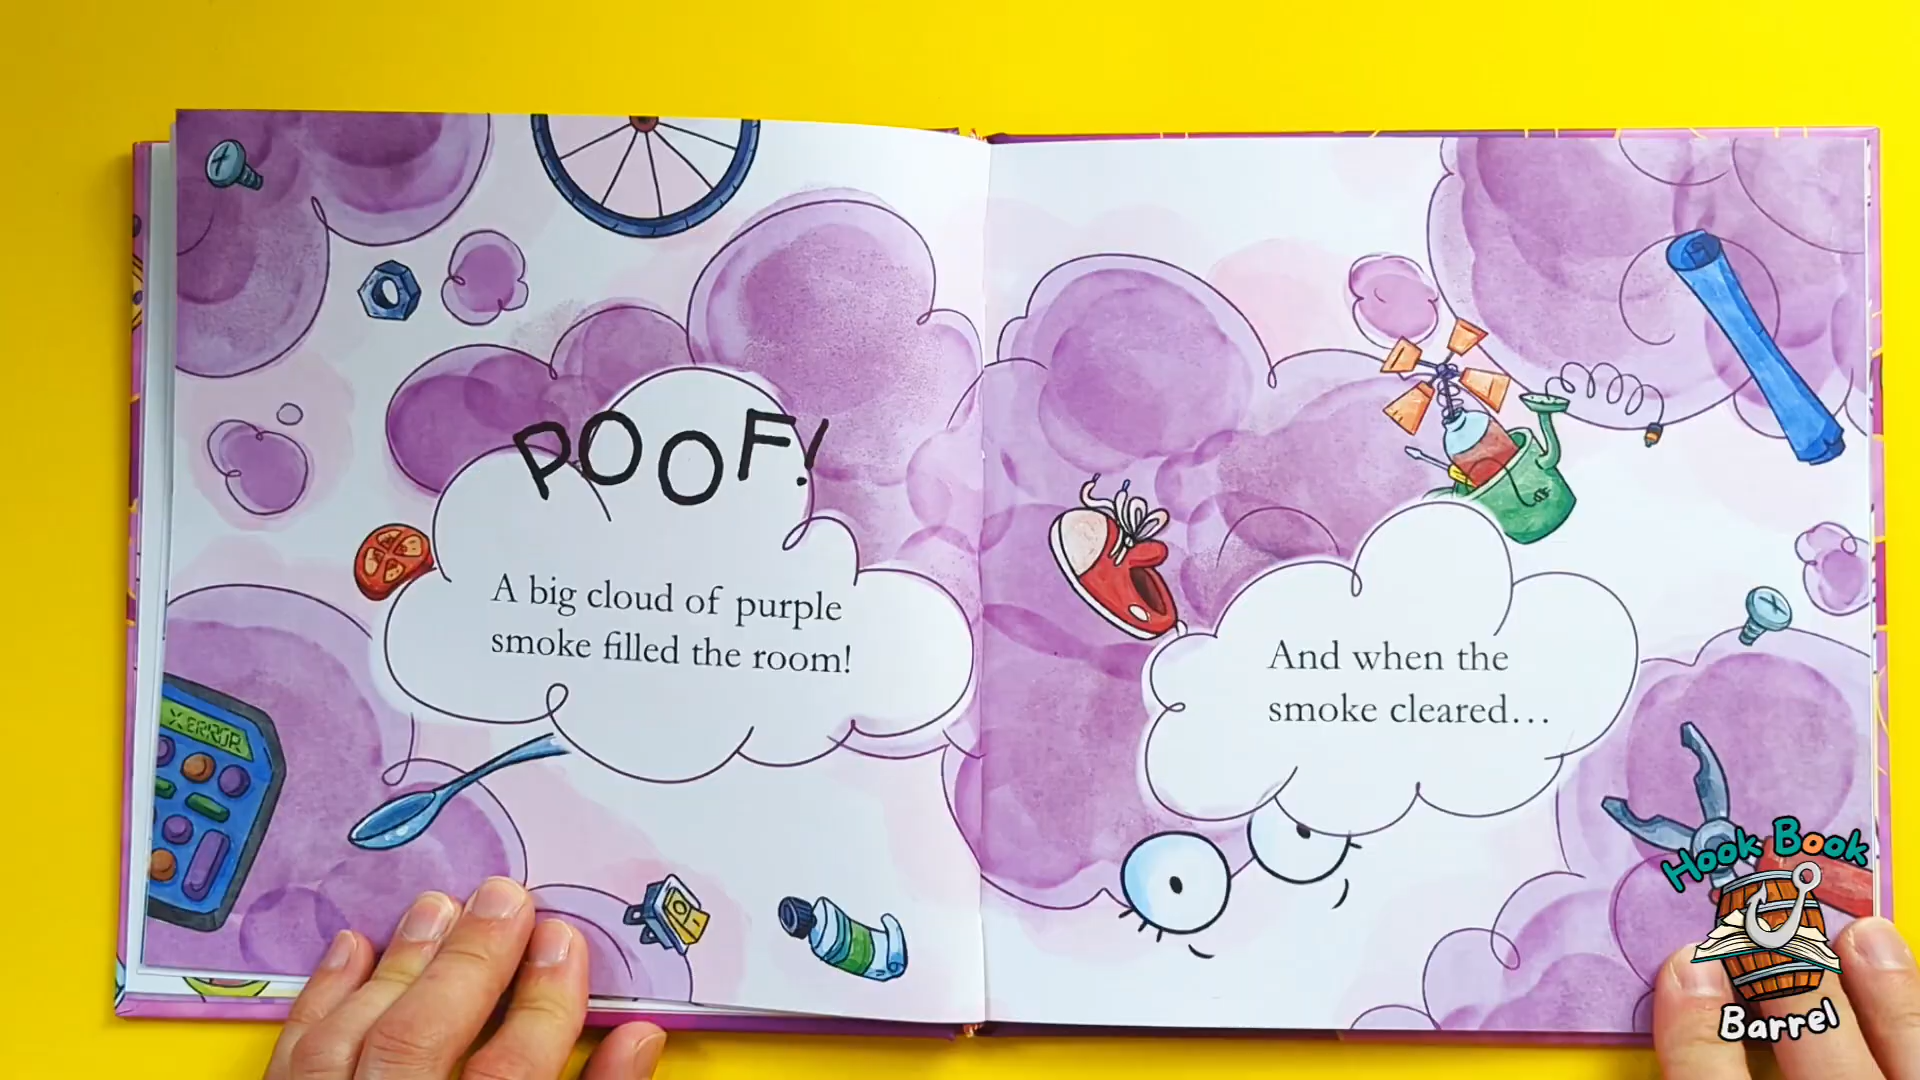 POOF!
A big cloud of purple
smoke filled the room!
X ERROR
And when the
smoke cleared...
Hook Book
Barrel